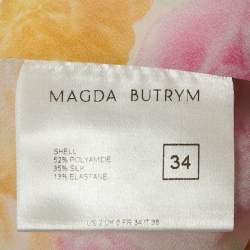 MAGDA BUTRYM
SHELL
52% POLYAMIDE
35% SILK
13% ELASTANE
34
US 2 UK 6 FR 34 IT 38